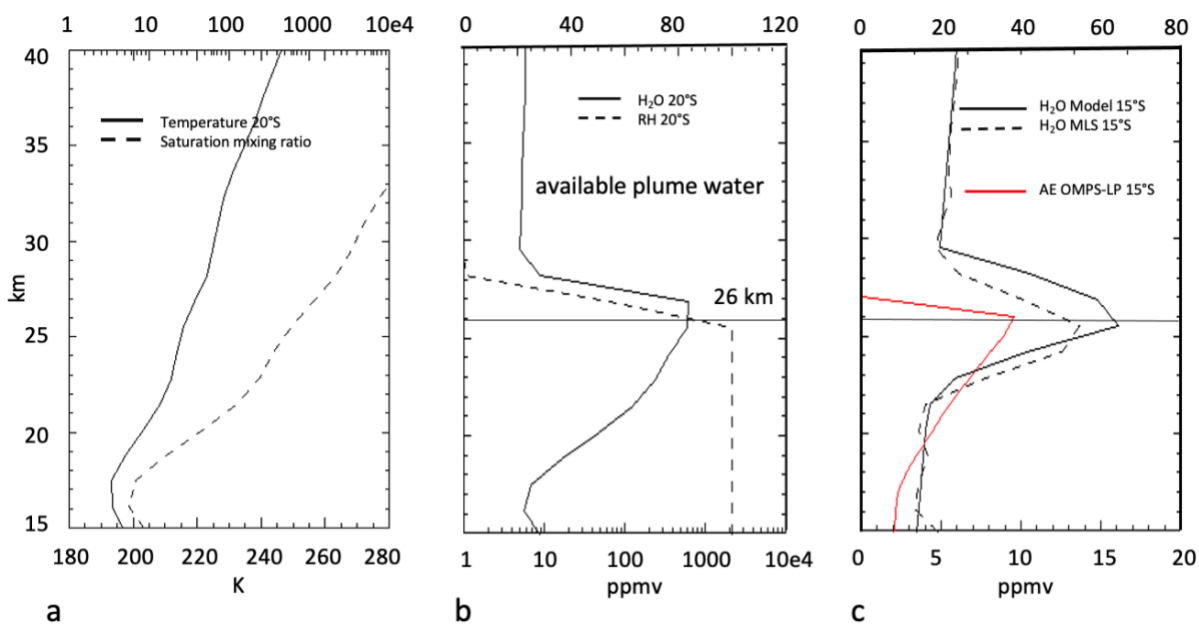 1 10 100 1000 10e4
0 40 80 120
0 20 40 60 80
40
35
30
25
20
15
km
Temperature 20°S
Saturation mixing ratio
H₂O 20°S
RH 20°S
available plume water
26 km
H₂O Model 15°S
H₂O MLS 15°S
AE OMPS-LP 15°S
180 200 220 240 260 280
K
1 10 100 1000 10e4
ppmv
0 5 10 15 20
ppmv
a
b
c